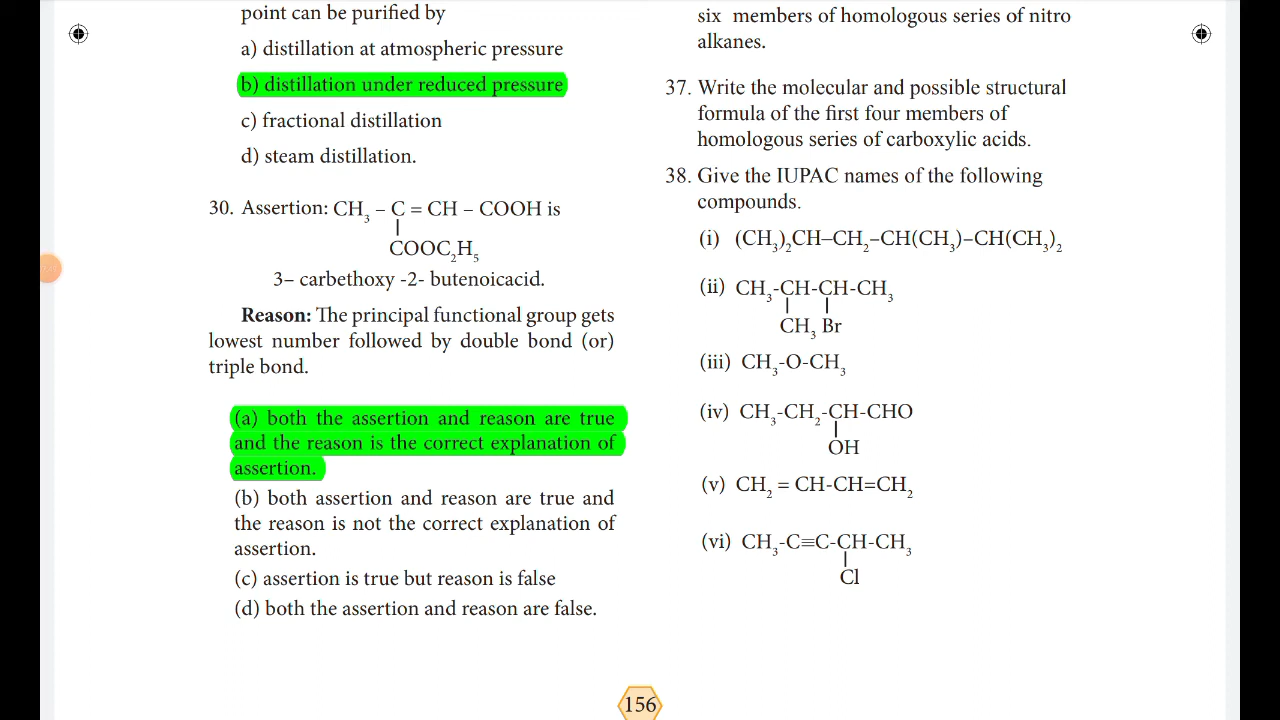 point can be purified by
a) distillation at atmospheric pressure
b) distillation under reduced pressure
c) fractional distillation
d) steam distillation.
30. Assertion: CH₃ – C = CH – COOH is
|
COOC₂H₅
3– carbethoxy -2- butenoicacid.
Reason: The principal functional group gets
lowest number followed by double bond (or)
triple bond.
(a) both the assertion and reason are true
and the reason is the correct explanation of
assertion.
(b) both assertion and reason are true and
the reason is not the correct explanation of
assertion.
(c) assertion is true but reason is false
(d) both the assertion and reason are false.
six members of homologous series of nitro
alkanes.
37. Write the molecular and possible structural
formula of the first four members of
homologous series of carboxylic acids.
38. Give the IUPAC names of the following
compounds.
(i) (CH₃)₂CH–CH₂–CH(CH₃)–CH(CH₃)₂
(ii) CH₃-CH-CH-CH₃
| |
CH₃ Br
(iii) CH₃-O-CH₃
(iv) CH₃-CH₂-CH-CHO
|
OH
(v) CH₂ = CH-CH=CH₂
(vi) CH₃-C≡C-CH-CH₃
|
Cl
156